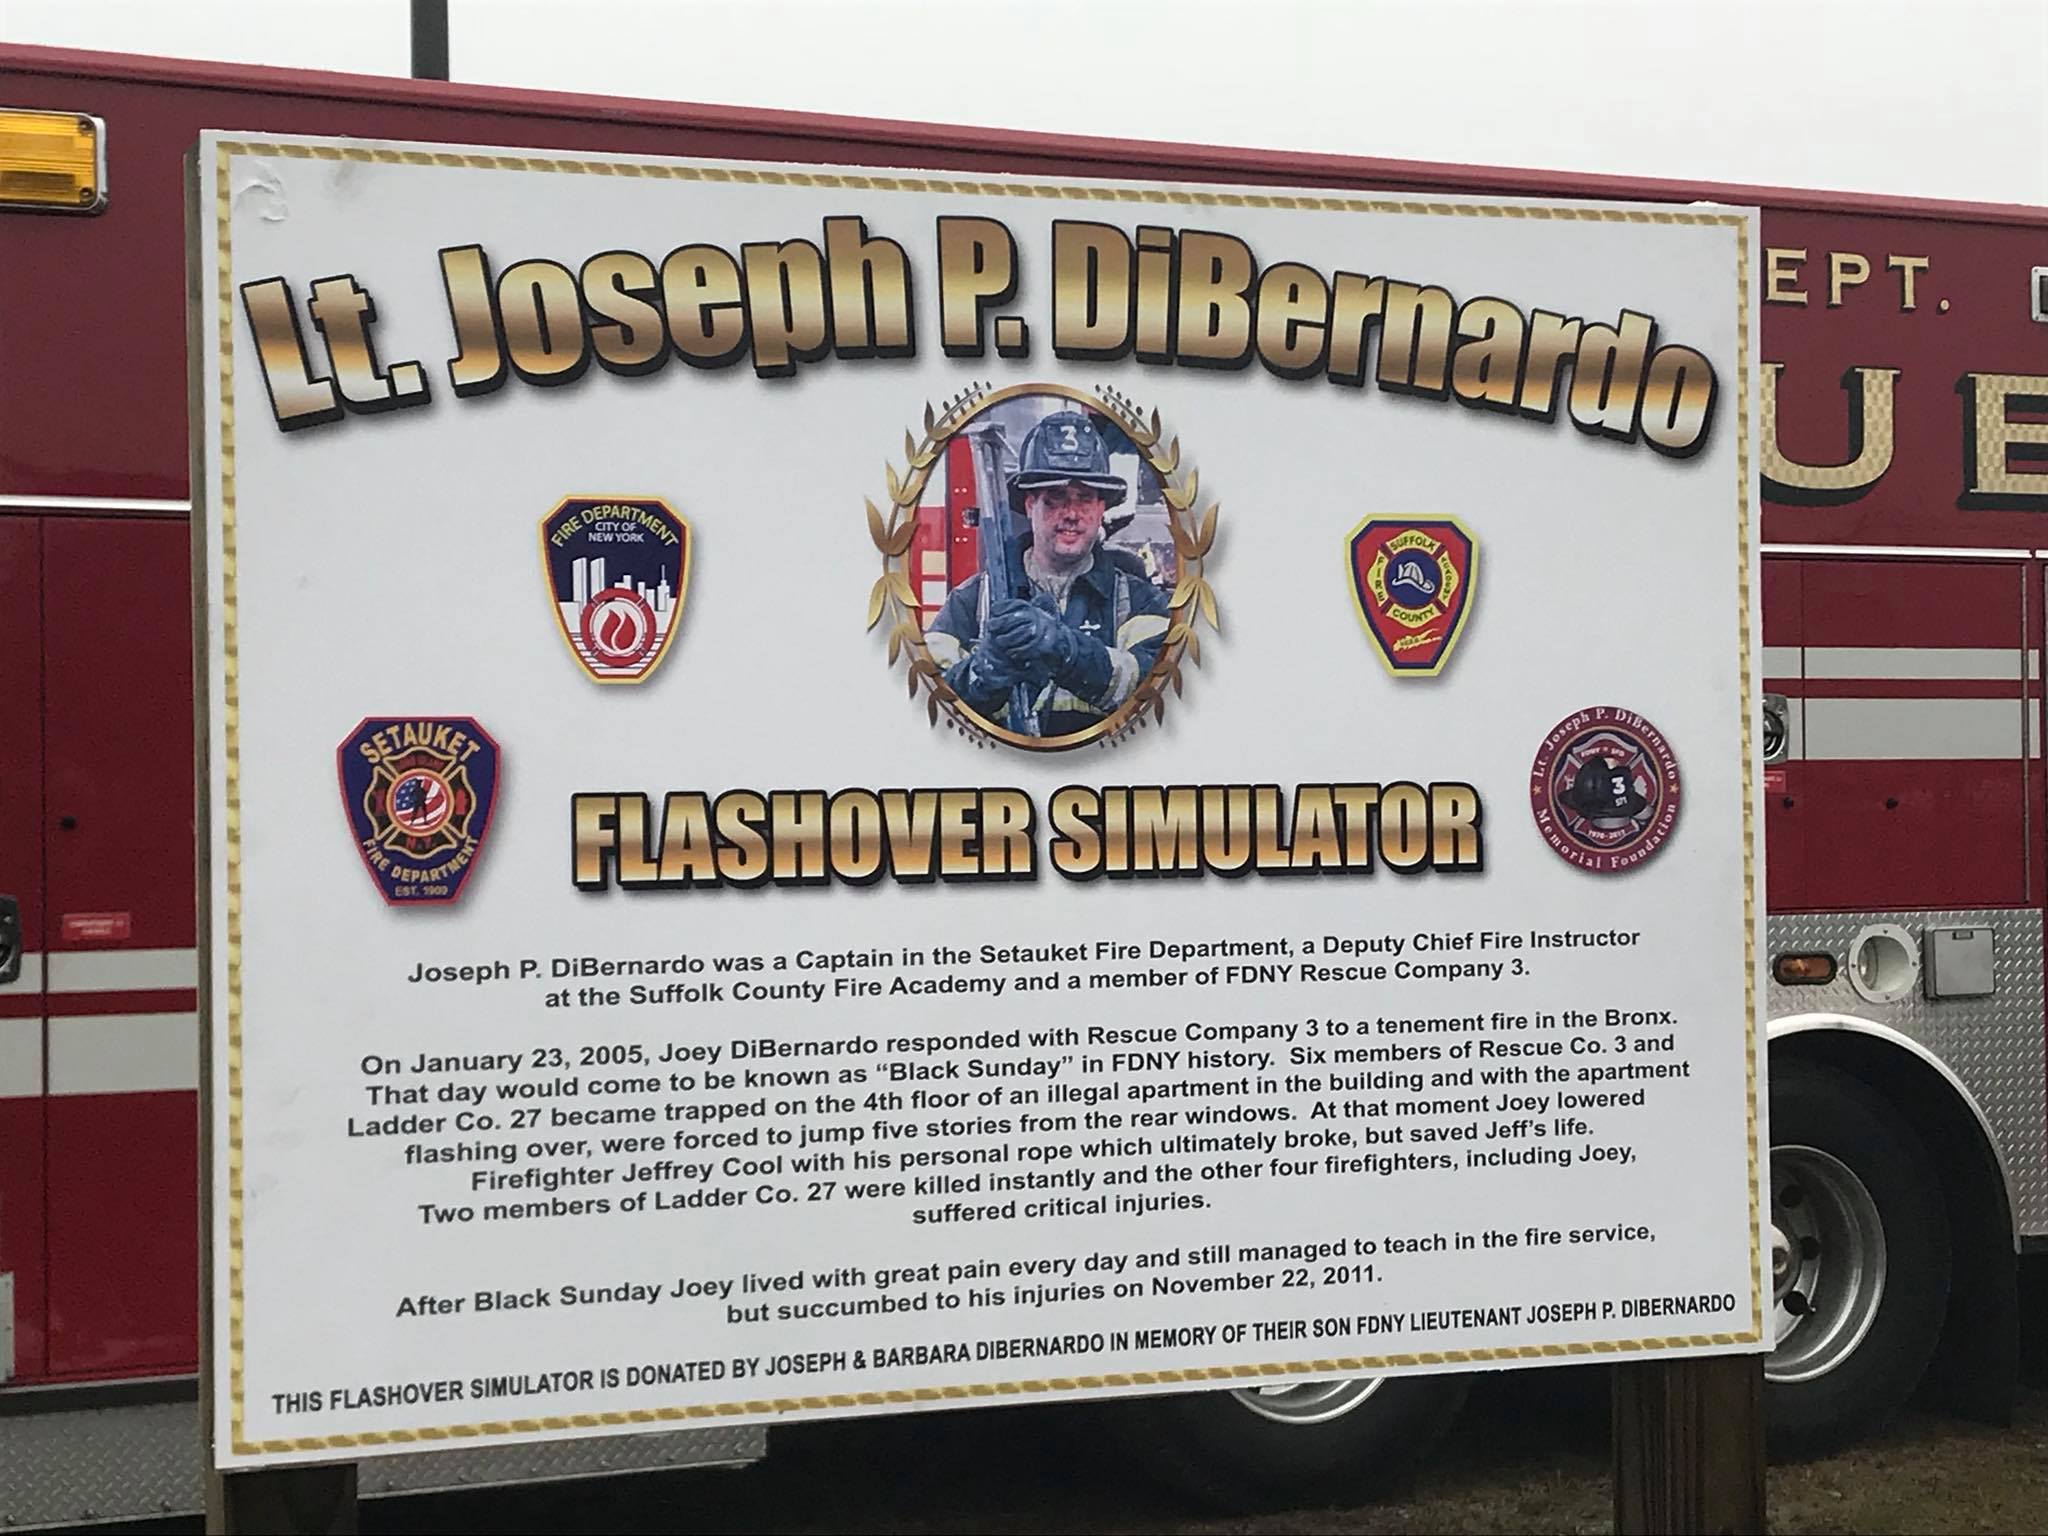 Lt. Joseph P. DiBernardo
EPT.
UE
3
FIRE DEPARTMENT
CITY OF
NEW YORK
SUFFOLK
FIRE
ACADEMY
COUNTY
SETAUKET
N.Y.
FIRE DEPARTMENT
EST. 1909
Lt. Joseph P. DiBernardo
3
Memorial Foundation
FLASHOVER SIMULATOR
Joseph P. DiBernardo was a Captain in the Setauket Fire Department, a Deputy Chief Fire Instructor
at the Suffolk County Fire Academy and a member of FDNY Rescue Company 3.
On January 23, 2005, Joey DiBernardo responded with Rescue Company 3 to a tenement fire in the Bronx.
That day would come to be known as “Black Sunday” in FDNY history. Six members of Rescue Co. 3 and
Ladder Co. 27 became trapped on the 4th floor of an illegal apartment in the building and with the apartment
flashing over, were forced to jump five stories from the rear windows. At that moment Joey lowered
Firefighter Jeffrey Cool with his personal rope which ultimately broke, but saved Jeff’s life.
Two members of Ladder Co. 27 were killed instantly and the other four firefighters, including Joey,
suffered critical injuries.
After Black Sunday Joey lived with great pain every day and still managed to teach in the fire service,
but succumbed to his injuries on November 22, 2011.
THIS FLASHOVER SIMULATOR IS DONATED BY JOSEPH & BARBARA DIBERNARDO IN MEMORY OF THEIR SON FDNY LIEUTENANT JOSEPH P. DIBERNARDO